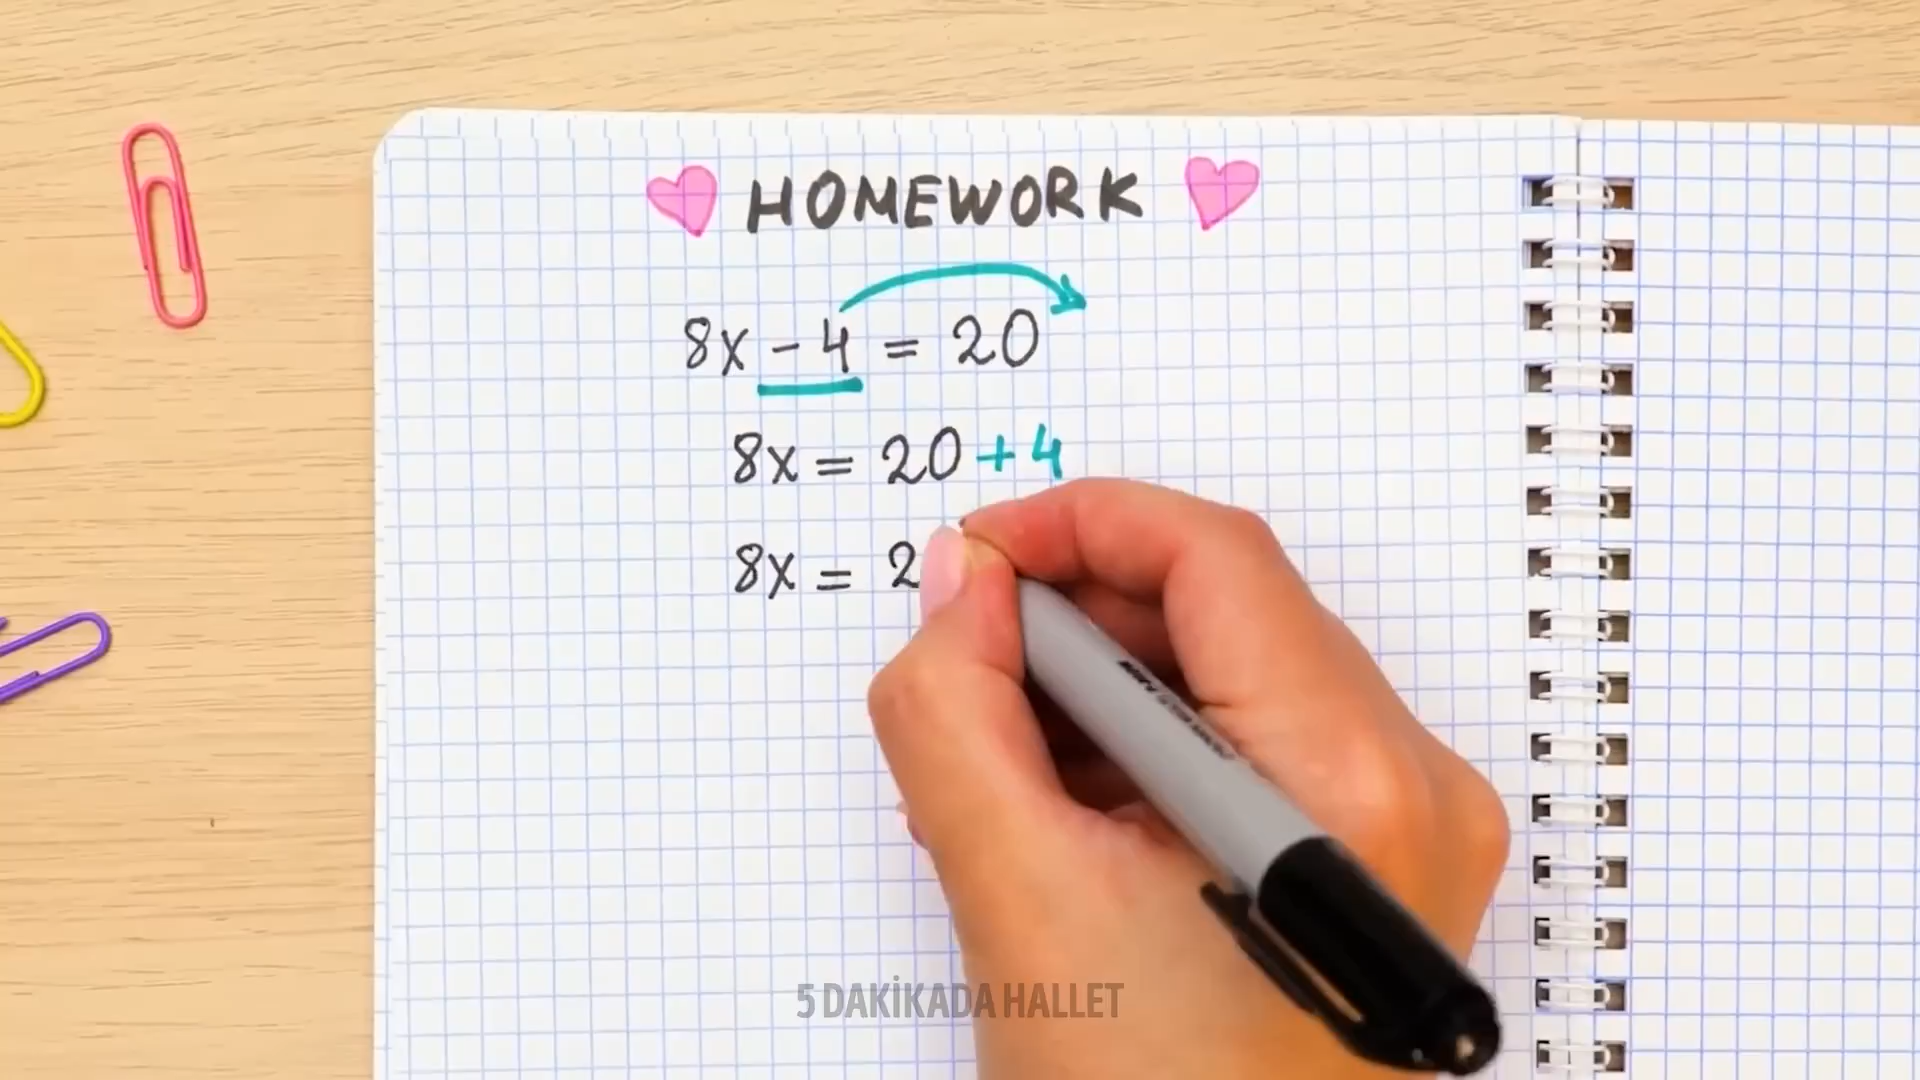 HOMEWORK
8x - 4 = 20
8x = 20 + 4
8x = 2
5 DAKİKADA HALLET